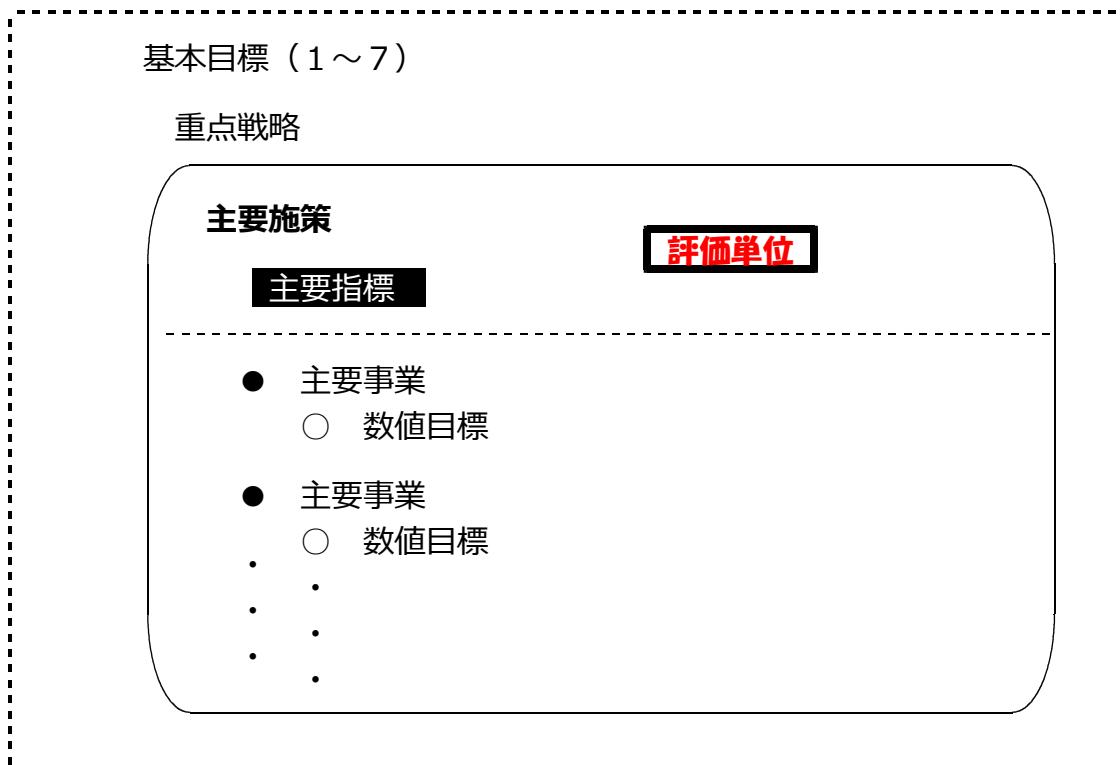 基本目標（１～７）
重点戦略
主要施策
評価単位
主要指標
● 主要事業
○ 数値目標
● 主要事業
○ 数値目標
・
・
・
・
・
・